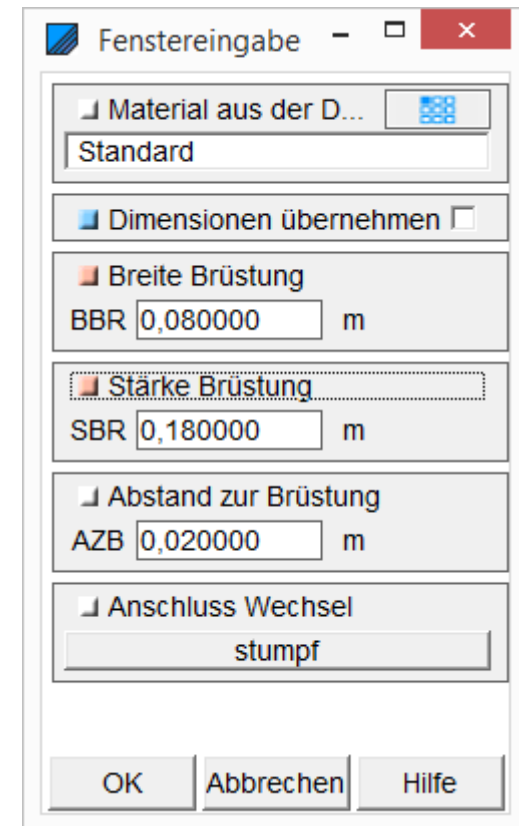 Fenstereingabe
Material aus der D...
Standard
Dimensionen übernehmen
Breite Brüstung
BBR 0,080000 m
Stärke Brüstung
SBR 0,180000 m
Abstand zur Brüstung
AZB 0,020000 m
Anschluss Wechsel
stumpf
OK Abbrechen Hilfe